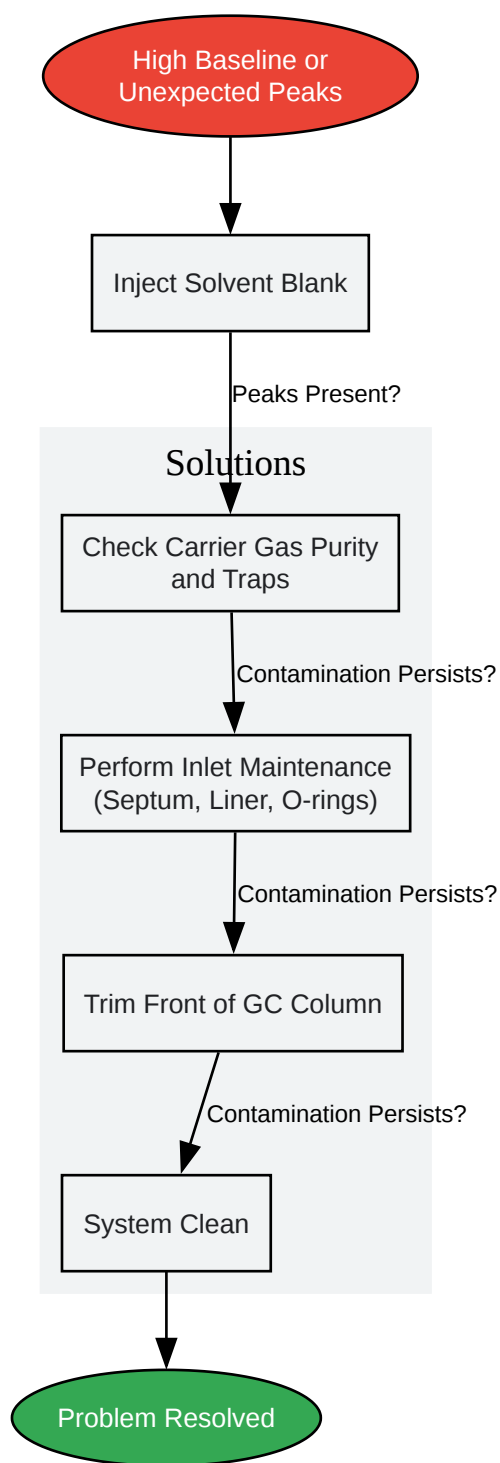 High Baseline or
Unexpected Peaks
Inject Solvent Blank
Peaks Present?
Solutions
Check Carrier Gas Purity
and Traps
Contamination Persists?
Perform Inlet Maintenance
(Septum, Liner, O-rings)
Contamination Persists?
Trim Front of GC Column
Contamination Persists?
System Clean
Problem Resolved